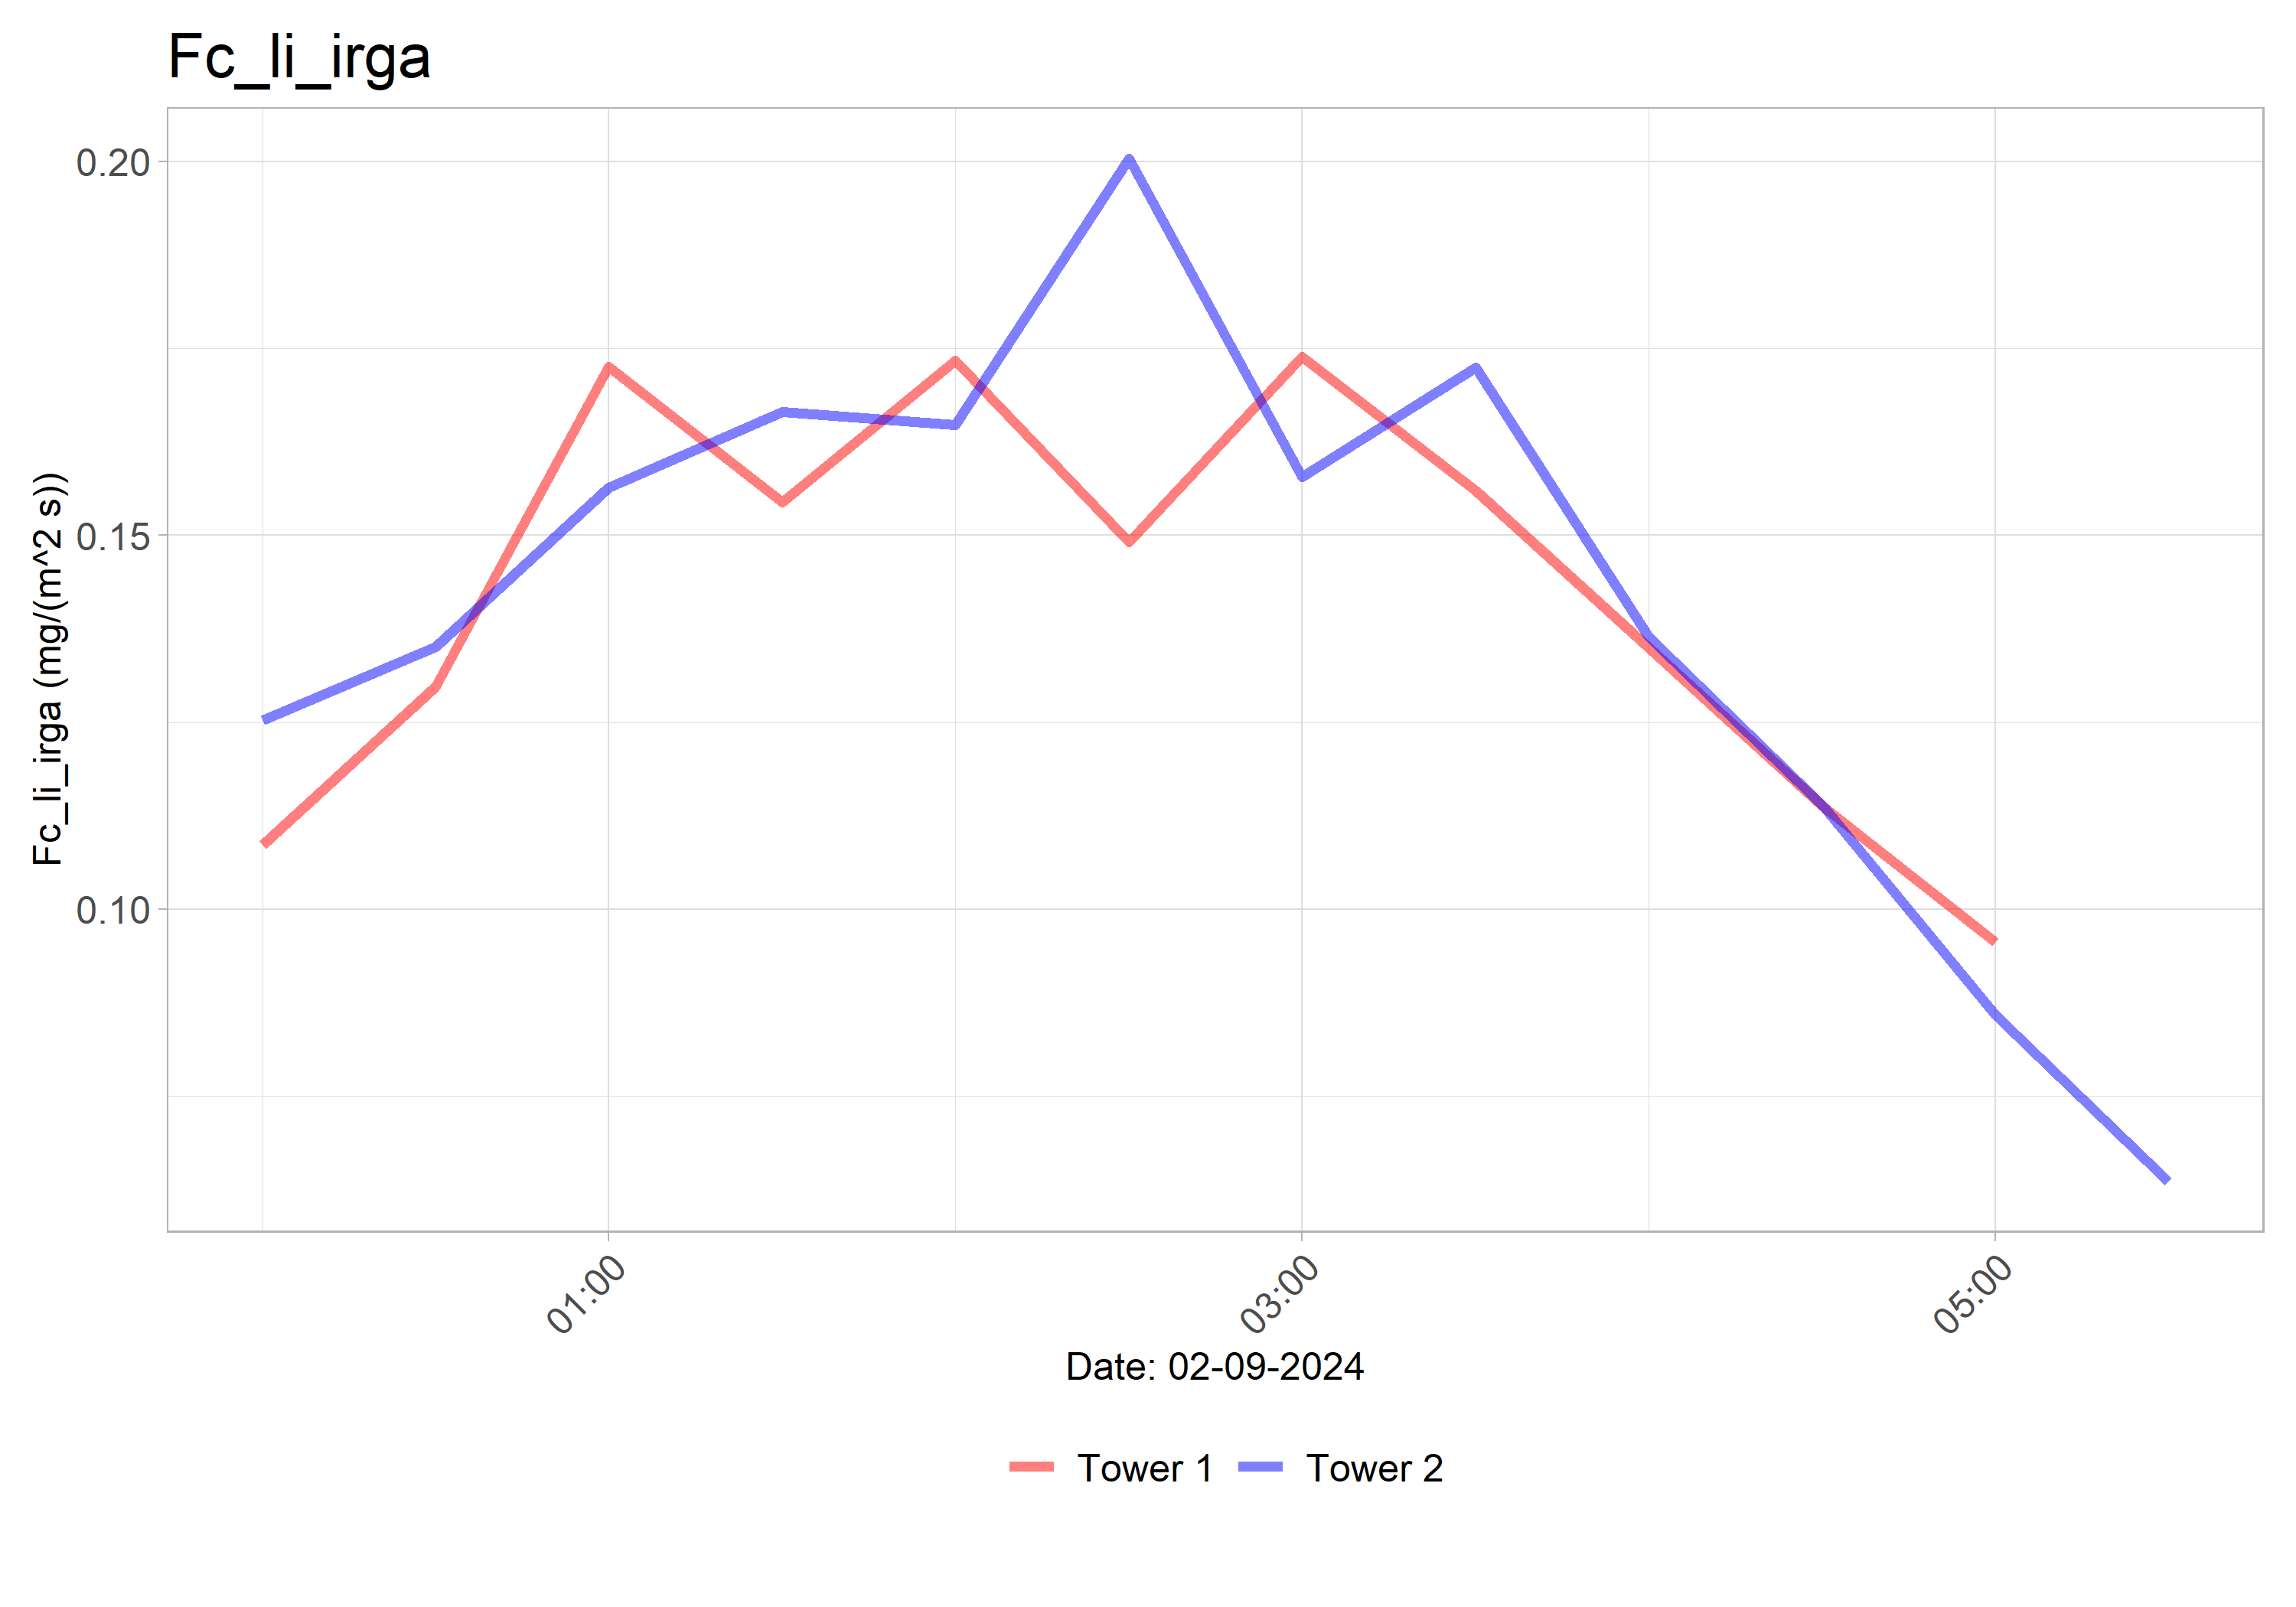 Fc_li_irga
Fc_li_irga (mg/(m^2 s))
0.20
0.15
0.10
01:00
03:00
05:00
Date: 02-09-2024
Tower 1
Tower 2